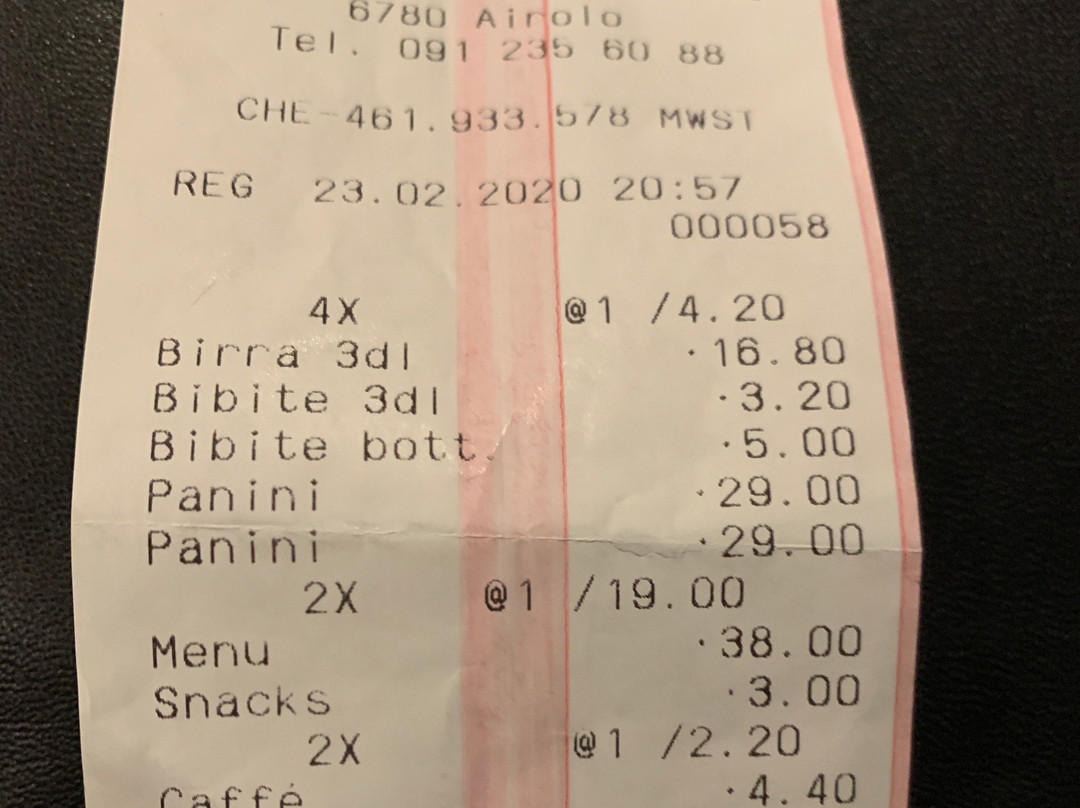 6780 Airolo
Tel. 091 235 60 88
CHE-461.933.578 MWST
REG 23.02.2020 20:57
000058
4X @1 /4.20
Birra 3dl ·16.80
Bibite 3dl ·3.20
Bibite bott. ·5.00
Panini ·29.00
Panini ·29.00
2X @1 /19.00
Menu ·38.00
Snacks ·3.00
2X @1 /2.20
Caffé ·4.40